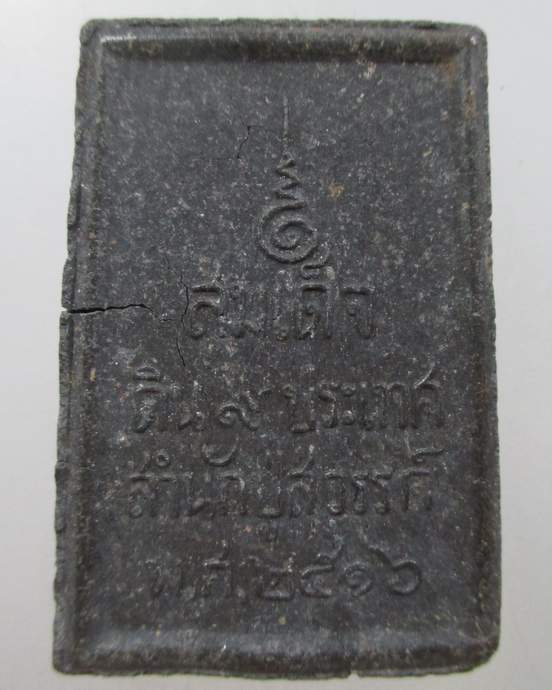 สมเด็จ
ดิน ๙ ประเทศ
สำนักปู่สวรรค์
พ.ศ.๒๕๑๖